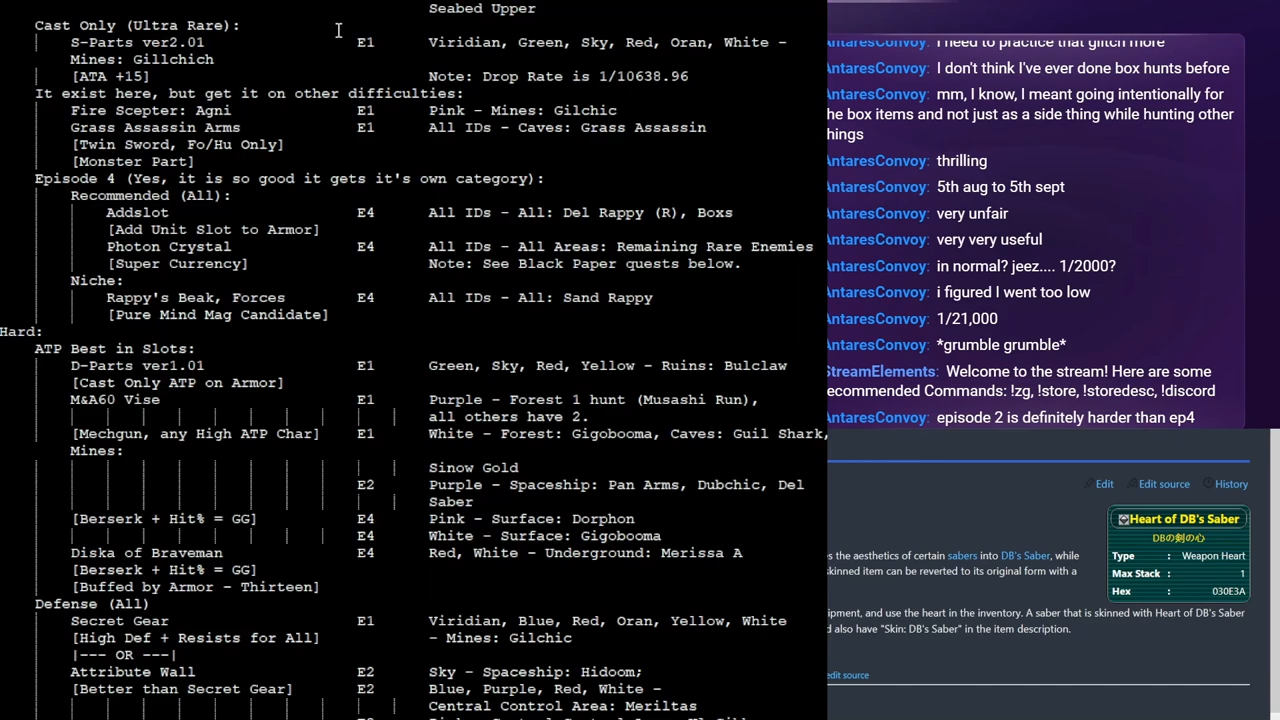 Seabed Upper
Cast Only (Ultra Rare):
S-Parts ver2.01 E1 Viridian, Green, Sky, Red, Oran, White -
Mines: Gillchich
[ATA +15] Note: Drop Rate is 1/10638.96
It exist here, but get it on other difficulties:
Fire Scepter: Agni E1 Pink - Mines: Gilchic
Grass Assassin Arms E1 All IDs - Caves: Grass Assassin
[Twin Sword, Fo/Hu Only]
[Monster Part]
Episode 4 (Yes, it is so good it gets it's own category):
Recommended (All):
Addslot E4 All IDs - All: Del Rappy (R), Boxs
[Add Unit Slot to Armor]
Photon Crystal E4 All IDs - All Areas: Remaining Rare Enemies
[Super Currency] Note: See Black Paper quests below.
Niche:
Rappy's Beak, Forces E4 All IDs - All: Sand Rappy
[Pure Mind Mag Candidate]
Hard:
ATP Best in Slots:
D-Parts ver1.01 E1 Green, Sky, Red, Yellow - Ruins: Bulclaw
[Cast Only ATP on Armor]
M&A60 Vise E1 Purple - Forest 1 hunt (Musashi Run),
all others have 2.
[Mechgun, any High ATP Char] E1 White - Forest: Gigobooma, Caves: Guil Shark,
Mines:
Sinow Gold
E2 Purple - Spaceship: Pan Arms, Dubchic, Del
Saber
[Berserk + Hit% = GG] E4 Pink - Surface: Dorphon
E4 White - Surface: Gigobooma
Diska of Braveman E4 Red, White - Underground: Merissa A
[Berserk + Hit% = GG]
[Buffed by Armor - Thirteen]
Defense (All)
Secret Gear E1 Viridian, Blue, Red, Oran, Yellow, White
[High Def + Resists for All] - Mines: Gilchic
|--- OR ---|
Attribute Wall E2 Sky - Spaceship: Hidoom;
[Better than Secret Gear] E2 Blue, Purple, Red, White -
Central Control Area: Meriltas
AntaresConvoy: I need to practice that glitch more
AntaresConvoy: I don't think I've ever done box hunts before
AntaresConvoy: mm, I know, I meant going intentionally for
he box items and not just as a side thing while hunting other
hings
AntaresConvoy: thrilling
AntaresConvoy: 5th aug to 5th sept
AntaresConvoy: very unfair
AntaresConvoy: very very useful
AntaresConvoy: in normal? jeez.... 1/2000?
AntaresConvoy: i figured I went too low
AntaresConvoy: 1/21,000
AntaresConvoy: *grumble grumble*
StreamElements: Welcome to the stream! Here are some
ecommended Commands: !zg, !store, !storedesc, !discord
AntaresConvoy: episode 2 is definitely harder than ep4
Edit Edit source History
Heart of DB's Saber
DBの剣の心
Type : Weapon Heart
Max Stack : 1
Hex : 030E3A
es the aesthetics of certain sabers into DB's Saber, while
skinned item can be reverted to its original form with a
ipment, and use the heart in the inventory. A saber that is skinned with Heart of DB's Saber
d also have "Skin: DB's Saber" in the item description.
edit source